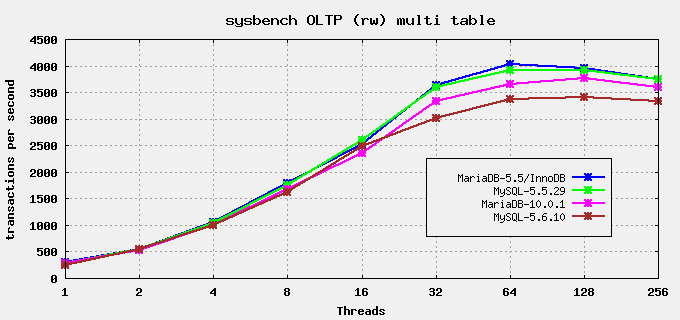 sysbench OLTP (rw) multi table
transactions per second
4500
4000
3500
3000
2500
2000
1500
1000
500
0
MariaDB-5.5/InnoDB
MySQL-5.5.29
MariaDB-10.0.1
MySQL-5.6.10
1 2 4 8 16 32 64 128 256
Threads